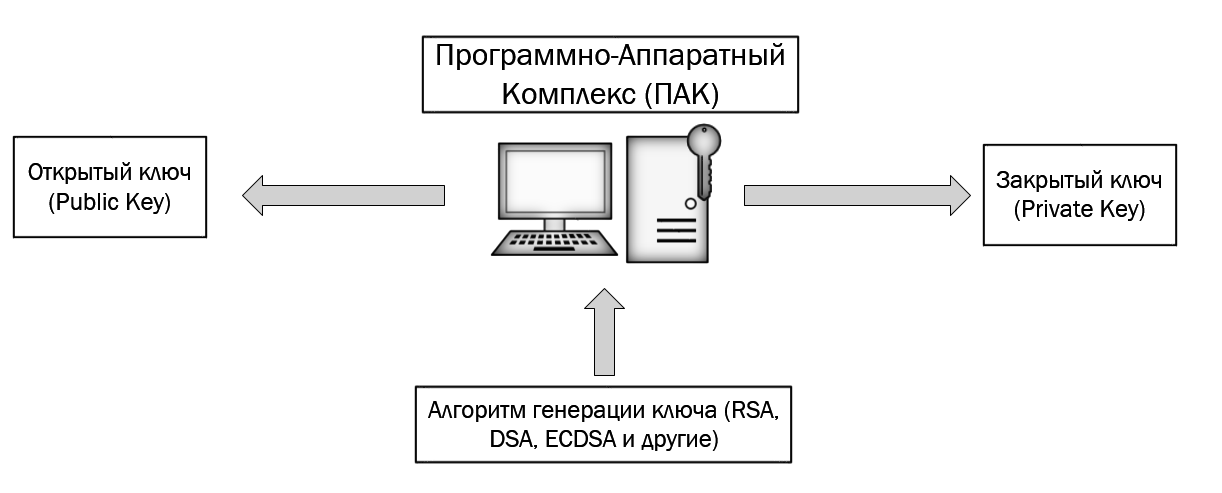 Программно-Аппаратный
Комплекс (ПАК)
Открытый ключ
(Public Key)
Закрытый ключ
(Private Key)
Алгоритм генерации ключа (RSA,
DSA, ECDSA и другие)